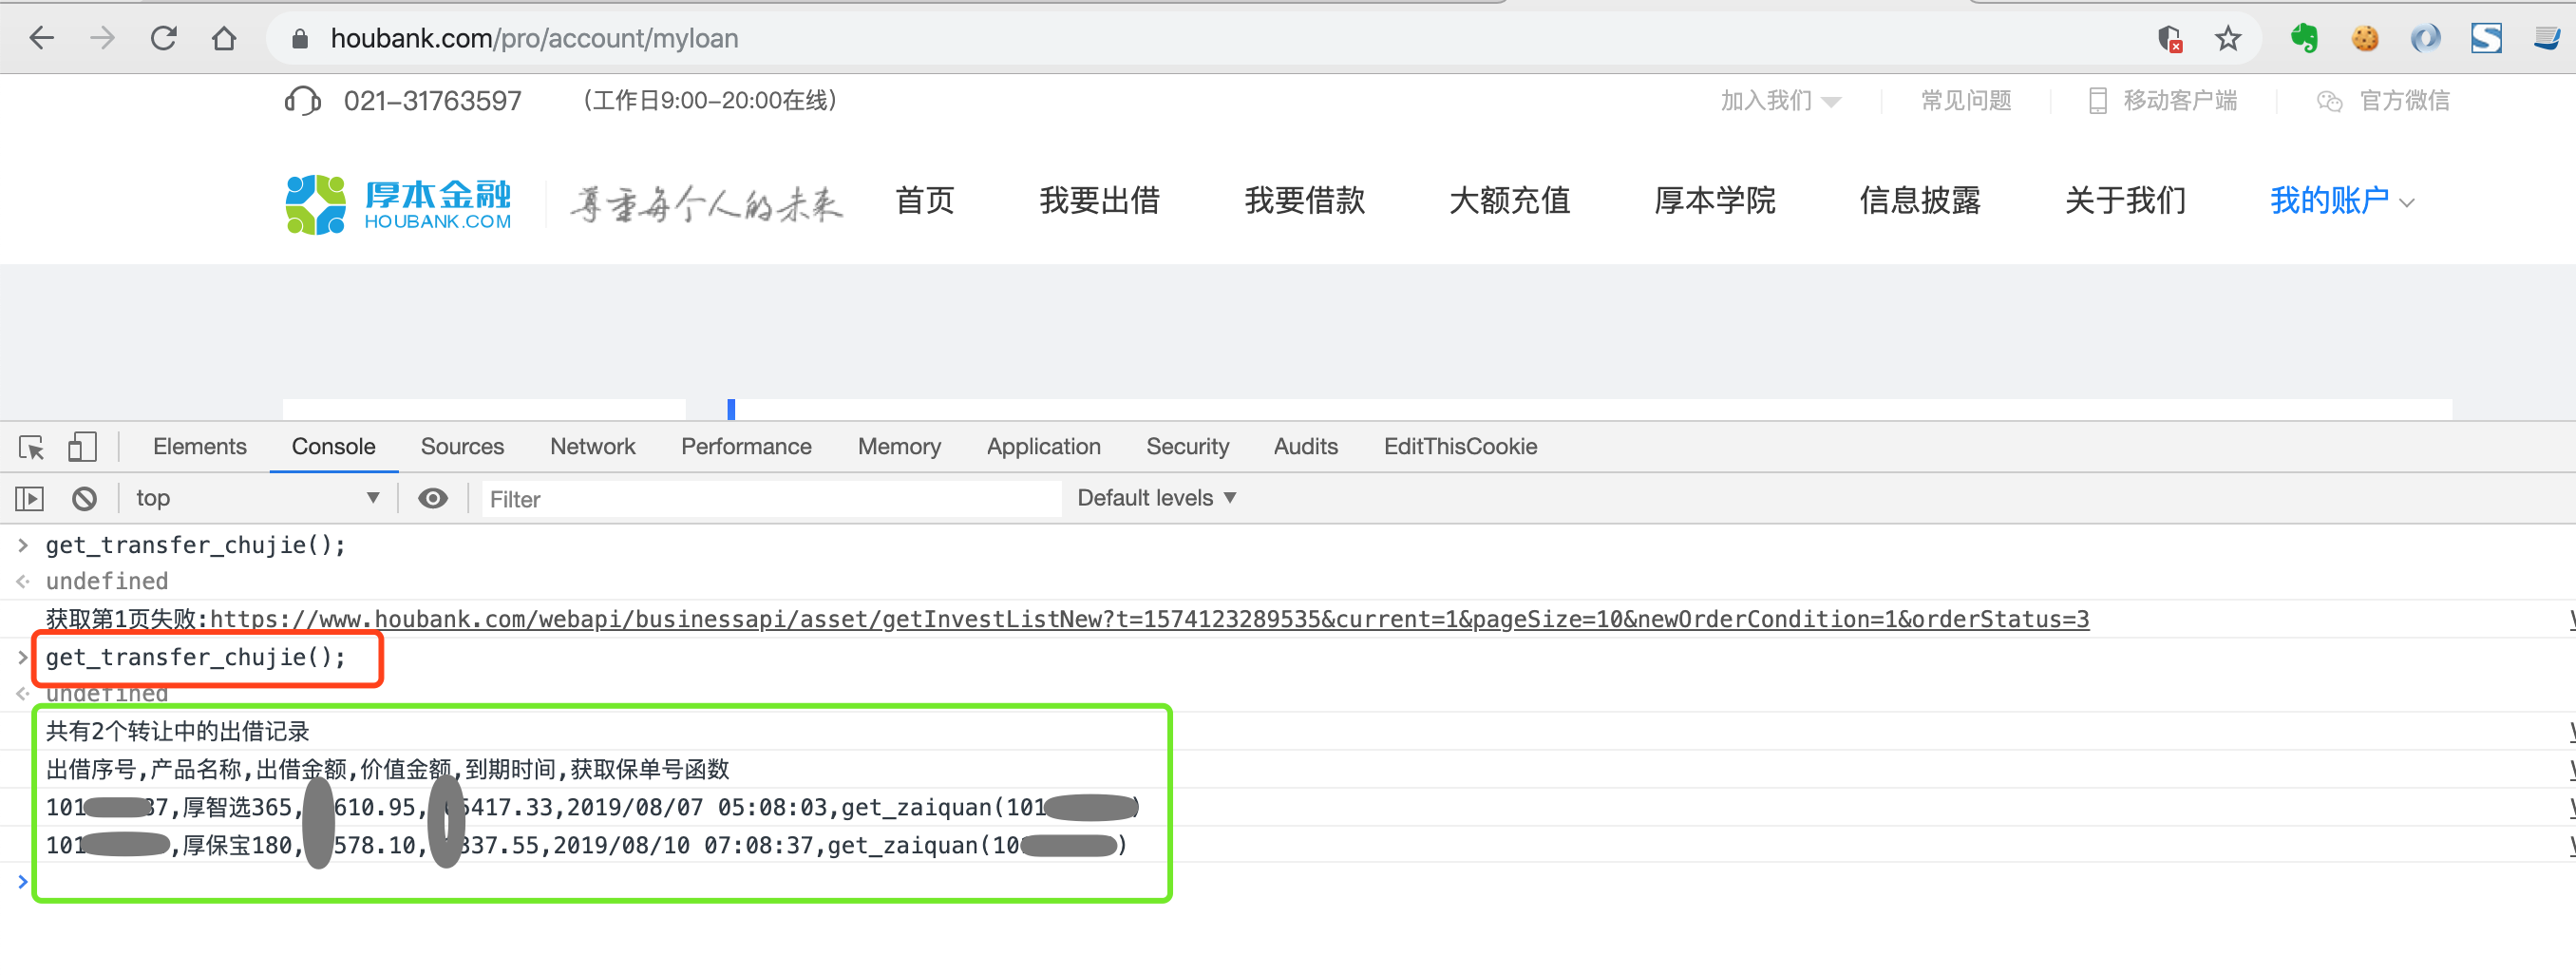 houbank.com/pro/account/myloan
021-31763597 （工作日9:00-20:00在线） 加入我们 常见问题 移动客户端 官方微信
厚本金融 HOUBANK.COM 尊重每个人的未来 首页 我要出借 我要借款 大额充值 厚本学院 信息披露 关于我们 我的账户
Elements Console Sources Network Performance Memory Application Security Audits EditThisCookie
top Filter Default levels
get_transfer_chujie();
undefined
获取第1页失败:https://www.houbank.com/webapi/businessapi/asset/getInvestListNew?t=1574123289535&current=1&pageSize=10&newOrderCondition=1&orderStatus=3
get_transfer_chujie();
undefined
共有2个转让中的出借记录
出借序号,产品名称,出借金额,价值金额,到期时间,获取保单号函数
101 37,厚智选365, 610.95, 5417.33,2019/08/07 05:08:03,get_zaiquan(101 )
101 ,厚保宝180, 578.10, 337.55,2019/08/10 07:08:37,get_zaiquan(10 )